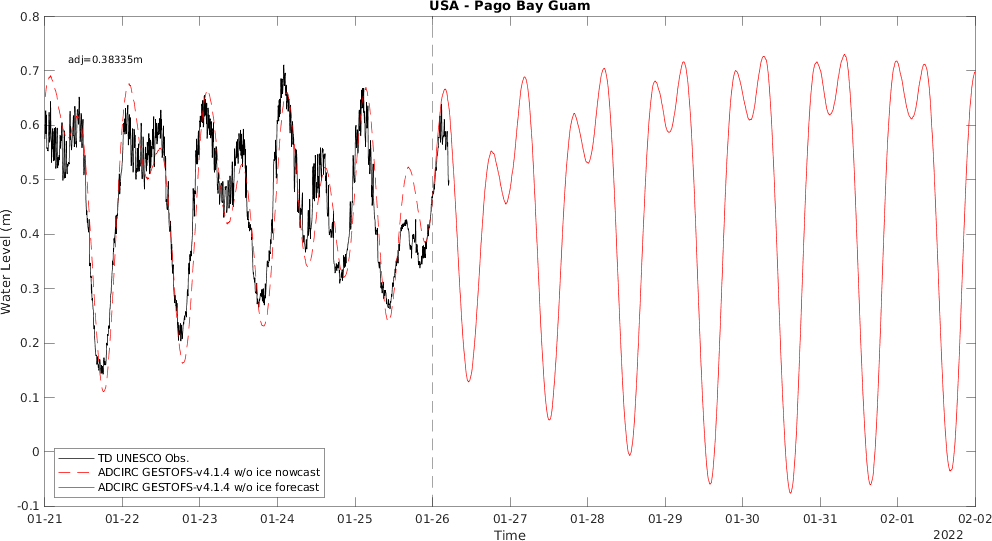 USA - Pago Bay Guam
adj=0.38335m
Water Level (m)
0.8
0.7
0.6
0.5
0.4
0.3
0.2
0.1
0
-0.1
TD UNESCO Obs.
ADCIRC GESTOFS-v4.1.4 w/o ice nowcast
ADCIRC GESTOFS-v4.1.4 w/o ice forecast
01-21 01-22 01-23 01-24 01-25 01-26 01-27 01-28 01-29 01-30 01-31 02-01 02-02
Time
2022